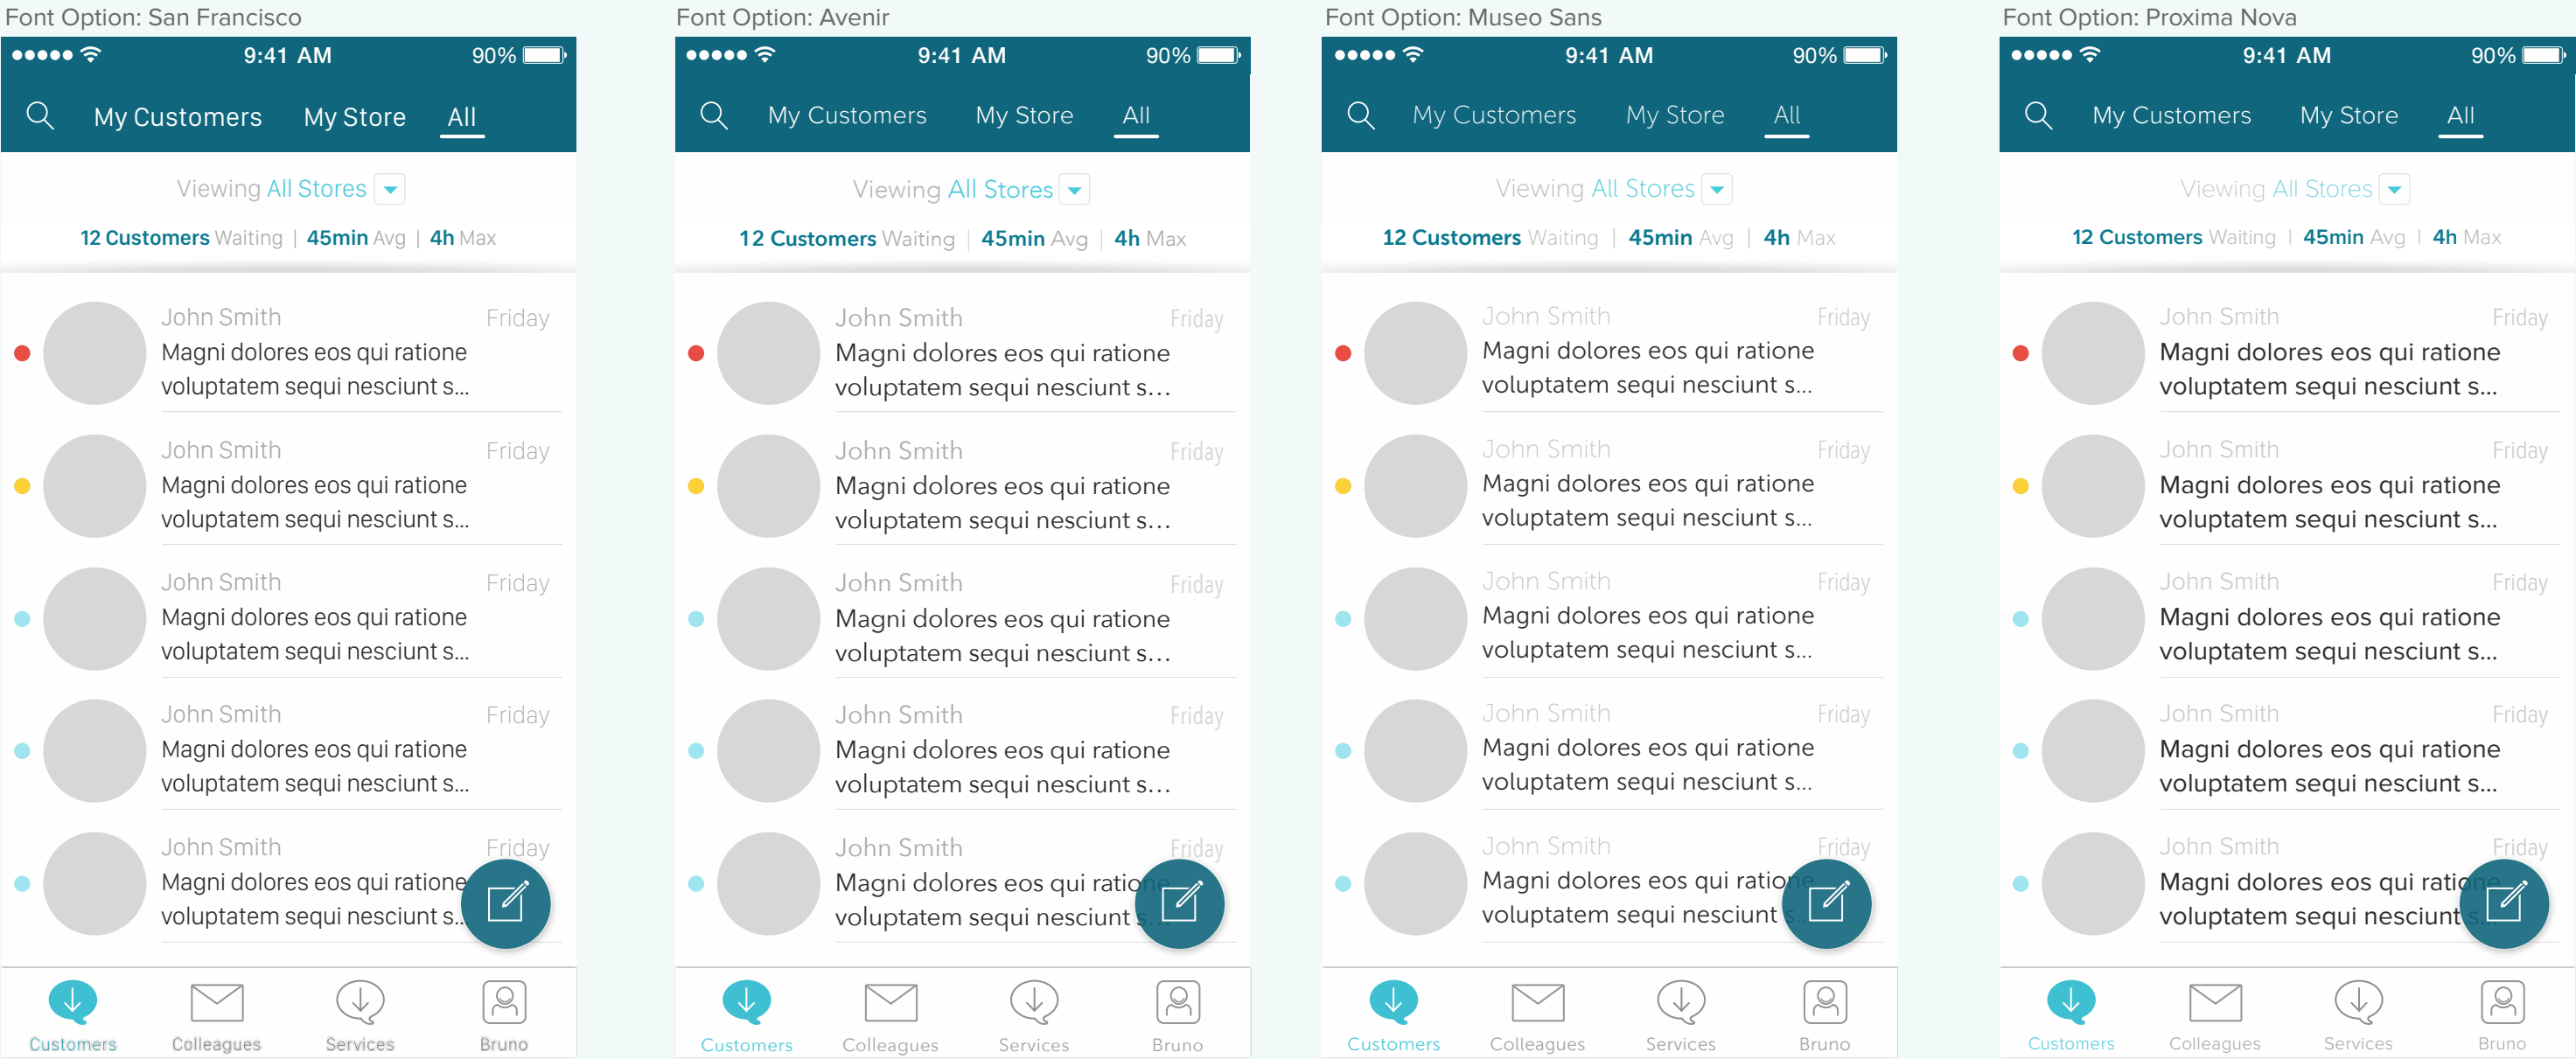 Font Option: San Francisco
9:41 AM
90%
My Customers
My Store
All
Viewing All Stores
12 Customers Waiting | 45min Avg | 4h Max
John Smith
Friday
Magni dolores eos qui ratione
voluptatem sequi nesciunt s...
John Smith
Friday
Magni dolores eos qui ratione
voluptatem sequi nesciunt s...
John Smith
Friday
Magni dolores eos qui ratione
voluptatem sequi nesciunt s...
John Smith
Friday
Magni dolores eos qui ratione
voluptatem sequi nesciunt s...
John Smith
Friday
Magni dolores eos qui ratione
voluptatem sequi nesciunt s...
Customers
Colleagues
Services
Bruno
Font Option: Avenir
9:41 AM
90%
My Customers
My Store
All
Viewing All Stores
12 Customers Waiting | 45min Avg | 4h Max
John Smith
Friday
Magni dolores eos qui ratione
voluptatem sequi nesciunt s...
John Smith
Friday
Magni dolores eos qui ratione
voluptatem sequi nesciunt s...
John Smith
Friday
Magni dolores eos qui ratione
voluptatem sequi nesciunt s...
John Smith
Friday
Magni dolores eos qui ratione
voluptatem sequi nesciunt s...
John Smith
Friday
Magni dolores eos qui ratione
voluptatem sequi nesciunt s...
Customers
Colleagues
Services
Bruno
Font Option: Museo Sans
9:41 AM
90%
My Customers
My Store
All
Viewing All Stores
12 Customers Waiting | 45min Avg | 4h Max
John Smith
Friday
Magni dolores eos qui ratione
voluptatem sequi nesciunt s...
John Smith
Friday
Magni dolores eos qui ratione
voluptatem sequi nesciunt s...
John Smith
Friday
Magni dolores eos qui ratione
voluptatem sequi nesciunt s...
John Smith
Friday
Magni dolores eos qui ratione
voluptatem sequi nesciunt s...
John Smith
Friday
Magni dolores eos qui ratione
voluptatem sequi nesciunt s...
Customers
Colleagues
Services
Bruno
Font Option: Proxima Nova
9:41 AM
90%
My Customers
My Store
All
Viewing All Stores
12 Customers Waiting | 45min Avg | 4h Max
John Smith
Friday
Magni dolores eos qui ratione
voluptatem sequi nesciunt s...
John Smith
Friday
Magni dolores eos qui ratione
voluptatem sequi nesciunt s...
John Smith
Friday
Magni dolores eos qui ratione
voluptatem sequi nesciunt s...
John Smith
Friday
Magni dolores eos qui ratione
voluptatem sequi nesciunt s...
John Smith
Friday
Magni dolores eos qui ratione
voluptatem sequi nesciunt s...
Customers
Colleagues
Services
Bruno